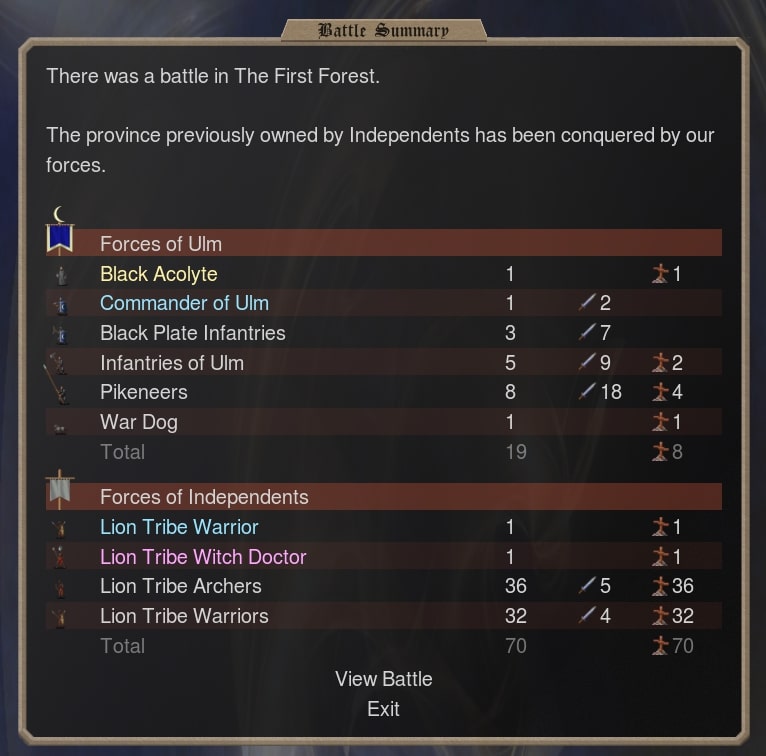 Battle Summary
There was a battle in The First Forest.
The province previously owned by Independents has been conquered by our
forces.
Forces of Ulm
Black Acolyte 1 1
Commander of Ulm 1 2
Black Plate Infantries 3 7
Infantries of Ulm 5 9 2
Pikeneers 8 18 4
War Dog 1 1
Total 19 8
Forces of Independents
Lion Tribe Warrior 1 1
Lion Tribe Witch Doctor 1 1
Lion Tribe Archers 36 5 36
Lion Tribe Warriors 32 4 32
Total 70 70
View Battle
Exit